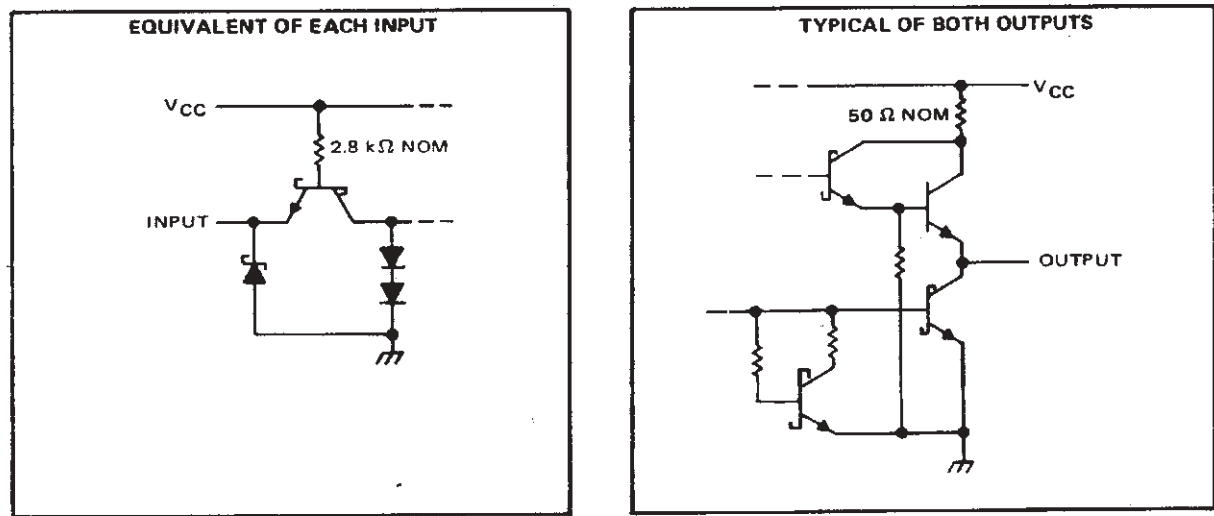 EQUIVALENT OF EACH INPUT
VCC
2.8 kΩ NOM
INPUT
TYPICAL OF BOTH OUTPUTS
VCC
50 Ω NOM
OUTPUT